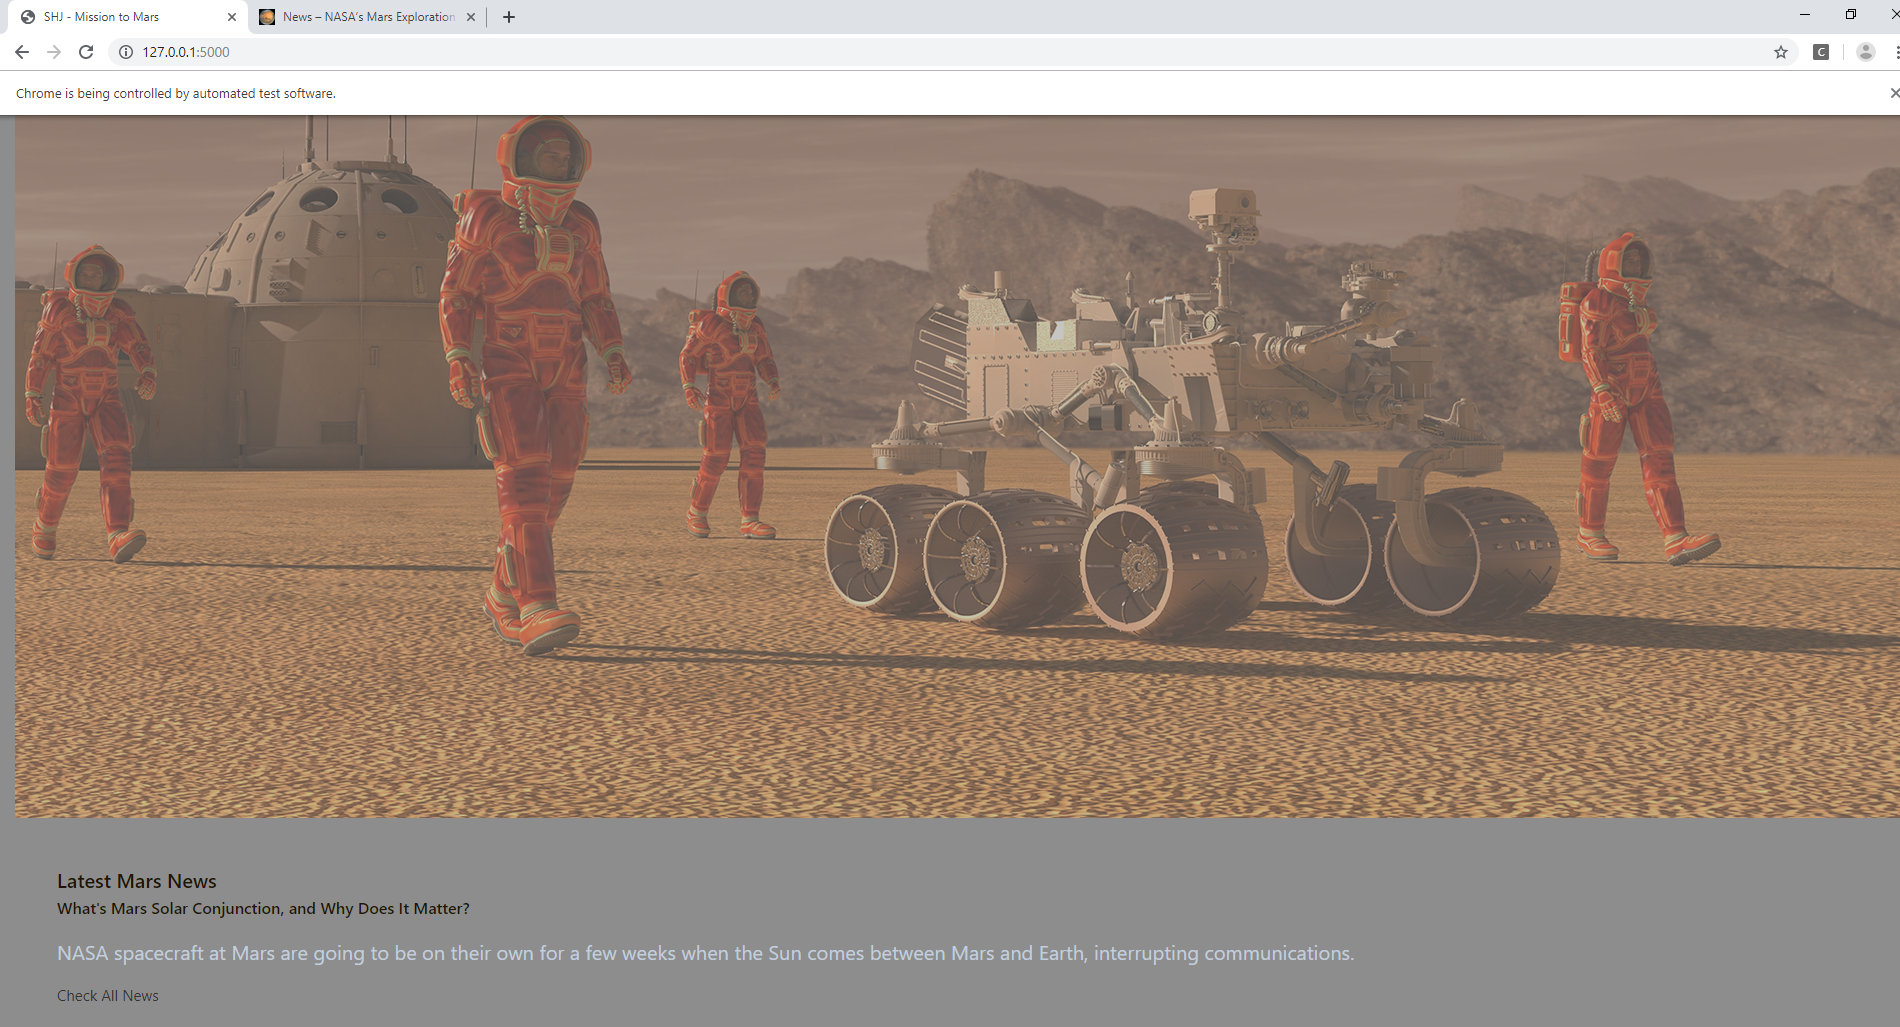 SHJ - Mission to Mars
News – NASA's Mars Exploration
127.0.0.1:5000
C
Chrome is being controlled by automated test software.
Latest Mars News
What's Mars Solar Conjunction, and Why Does It Matter?
NASA spacecraft at Mars are going to be on their own for a few weeks when the Sun comes between Mars and Earth, interrupting communications.
Check All News